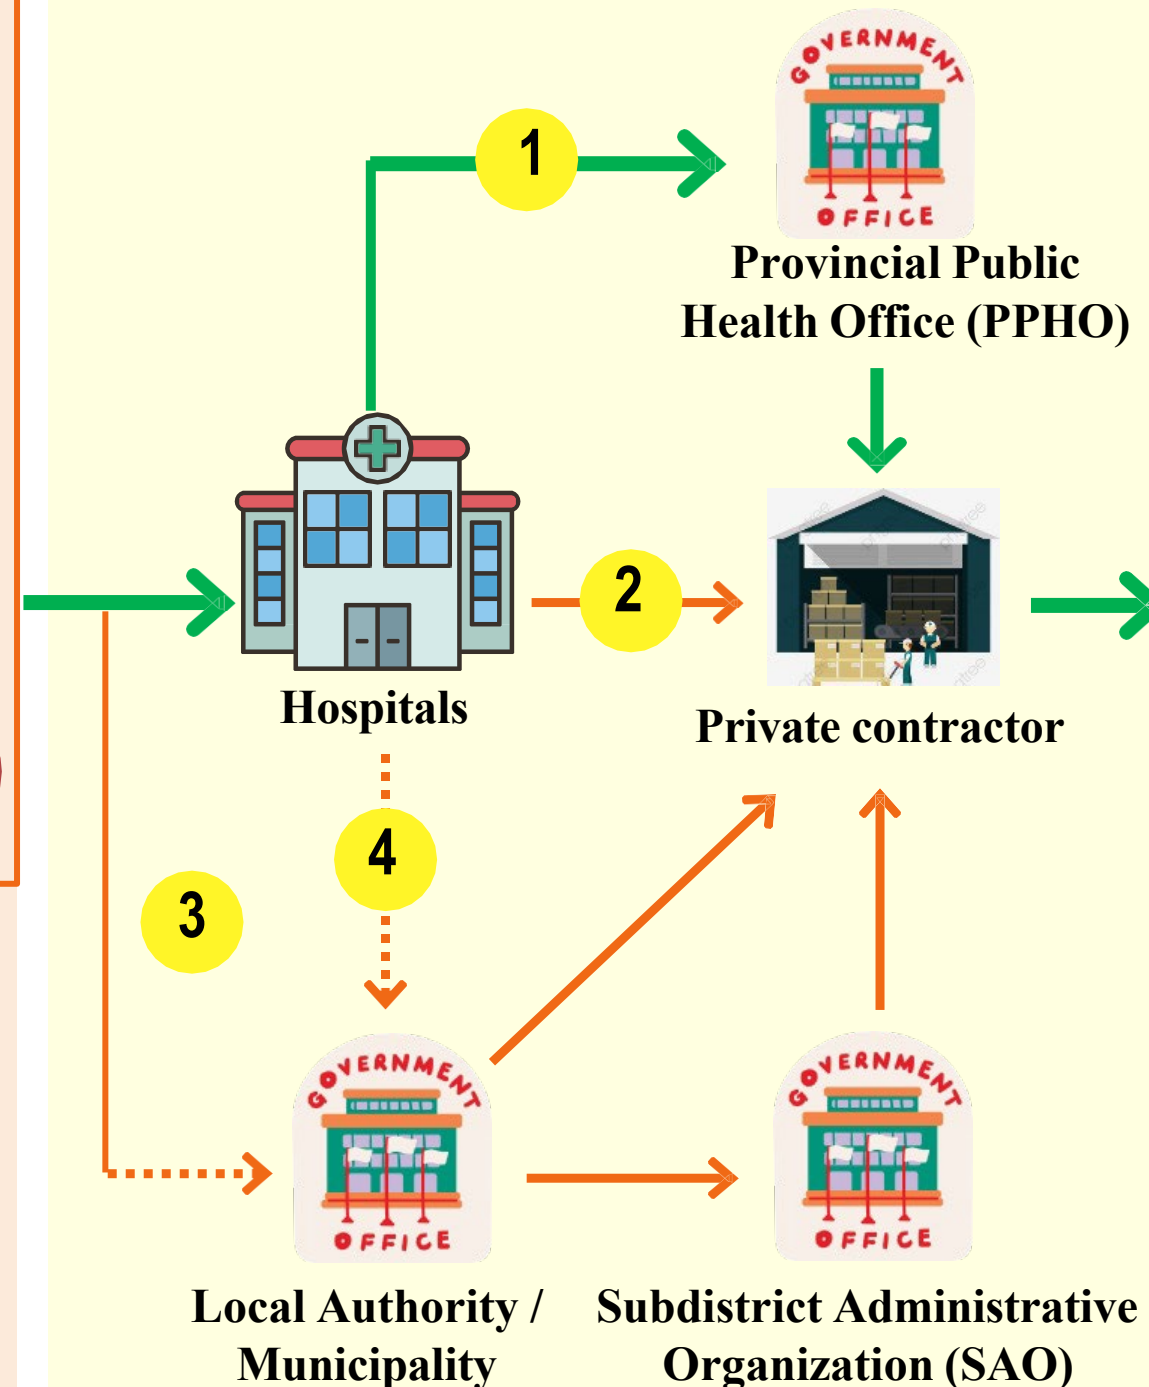 GOVERNMENT
OFFICE
1
Provincial Public
Health Office (PPHO)
2
Hospitals
pngtree
Private contractor
4
3
GOVERNMENT
OFFICE
GOVERNMENT
OFFICE
Local Authority /
Municipality
Subdistrict Administrative
Organization (SAO)